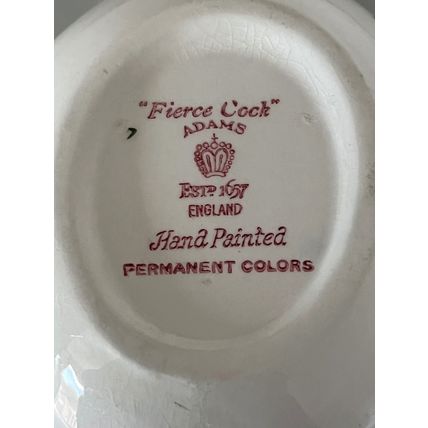 "Fierce Cock"
ADAMS
ESTD 1657
ENGLAND
Hand Painted
PERMANENT COLORS